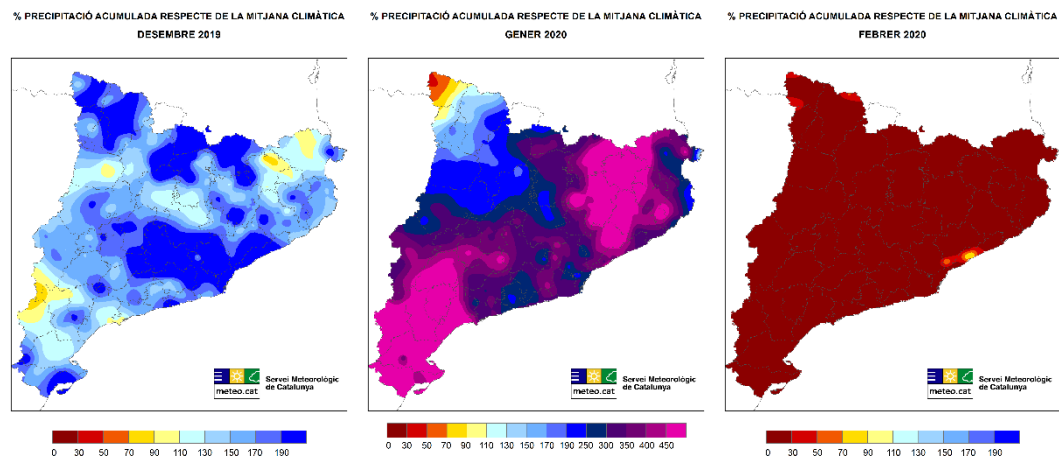 % PRECIPITACIÓ ACUMULADA RESPECTE DE LA MITJANA CLIMÀTICA
DESEMBRE 2019
meteo.cat
Servei Meteorològic
de Catalunya
0 30 50 70 90 110 130 150 170 190
% PRECIPITACIÓ ACUMULADA RESPECTE DE LA MITJANA CLIMÀTICA
GENER 2020
meteo.cat
Servei Meteorològic
de Catalunya
0 30 50 70 90 110 130 150 170 190 250 300 350 400 450
% PRECIPITACIÓ ACUMULADA RESPECTE DE LA MITJANA CLIMÀTICA
FEBRER 2020
meteo.cat
Servei Meteorològic
de Catalunya
0 30 50 70 90 110 130 150 170 190